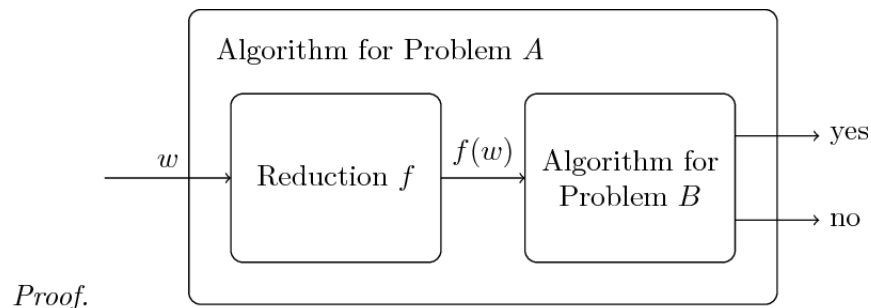 Algorithm for Problem A
w
Reduction f
f(w)
Algorithm for
Problem B
yes
no
Proof.